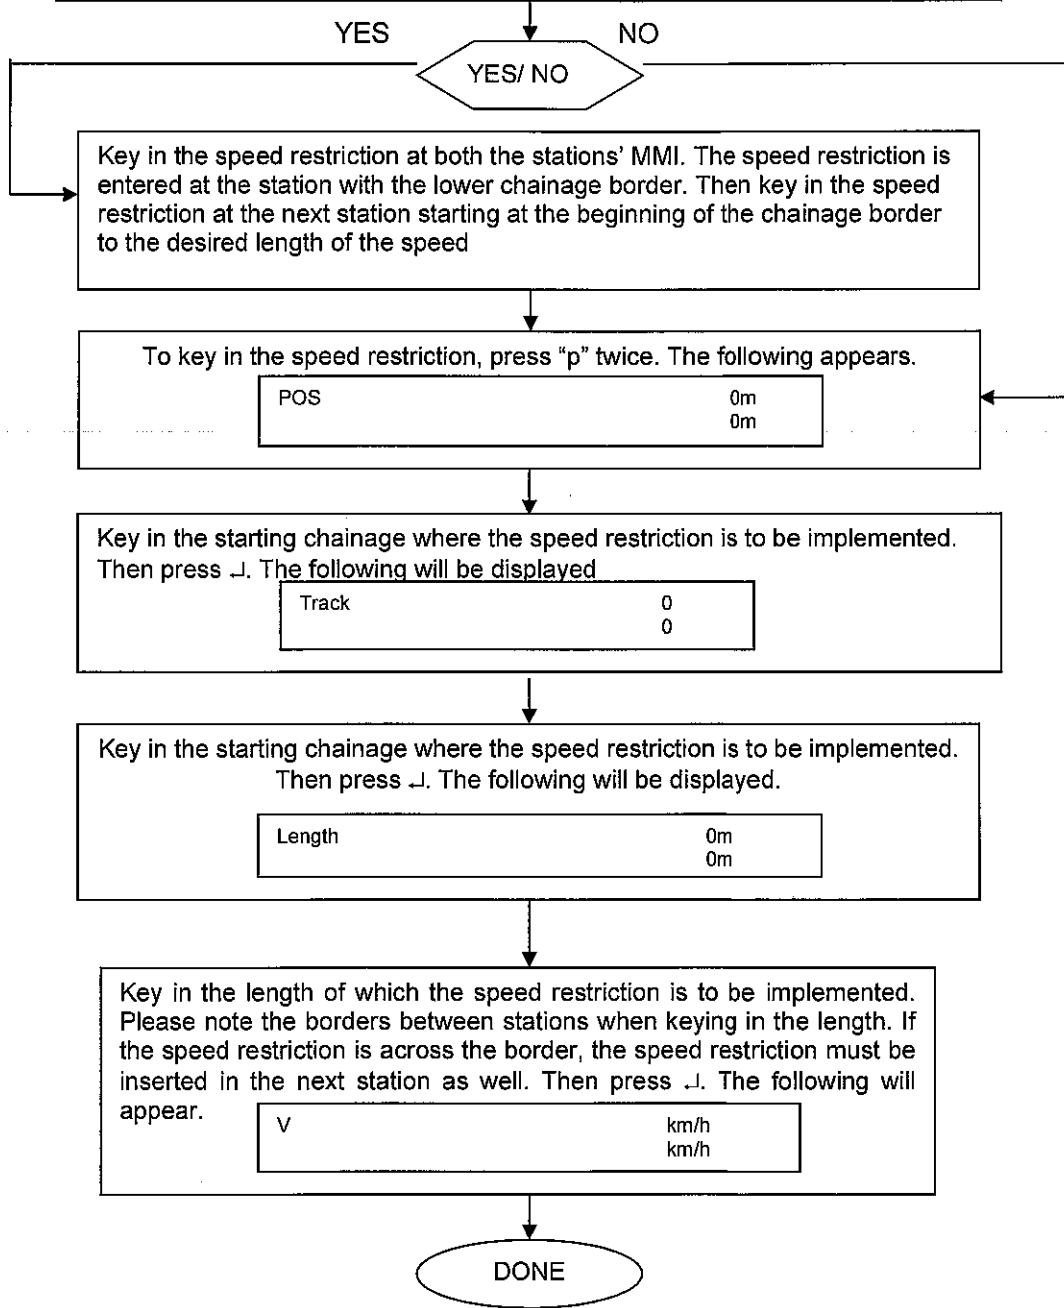 YES
NO
YES/ NO
Key in the speed restriction at both the stations’ MMI. The speed restriction is
entered at the station with the lower chainage border. Then key in the speed
restriction at the next station starting at the beginning of the chainage border
to the desired length of the speed
To key in the speed restriction, press “p” twice. The following appears.
POS 0m
0m
Key in the starting chainage where the speed restriction is to be implemented.
Then press ↵. The following will be displayed
Track 0
0
Key in the starting chainage where the speed restriction is to be implemented.
Then press ↵. The following will be displayed.
Length 0m
0m
Key in the length of which the speed restriction is to be implemented.
Please note the borders between stations when keying in the length. If
the speed restriction is across the border, the speed restriction must be
inserted in the next station as well. Then press ↵. The following will
appear.
V km/h
km/h
DONE